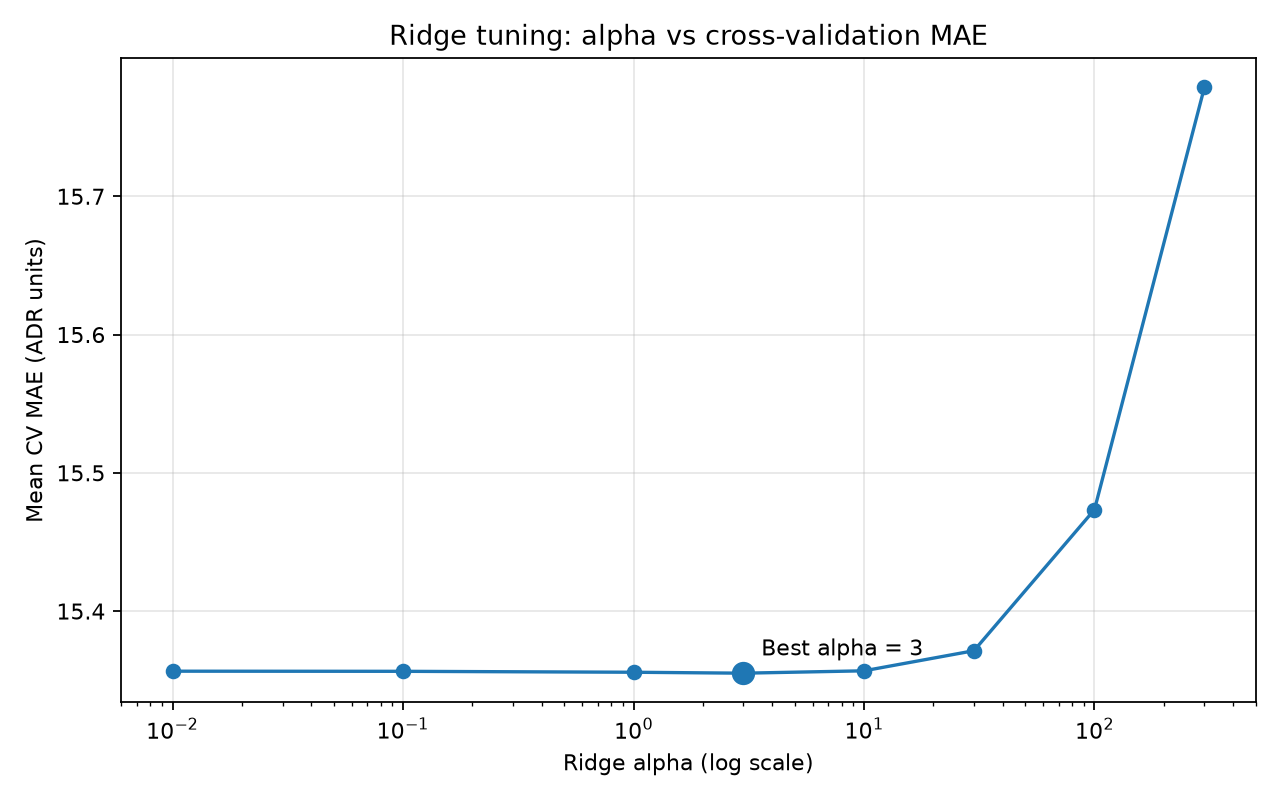 Ridge tuning: alpha vs cross-validation MAE
Mean CV MAE (ADR units)
15.7
15.6
15.5
15.4
Best alpha = 3
10⁻² 10⁻¹ 10⁰ 10¹ 10²
Ridge alpha (log scale)